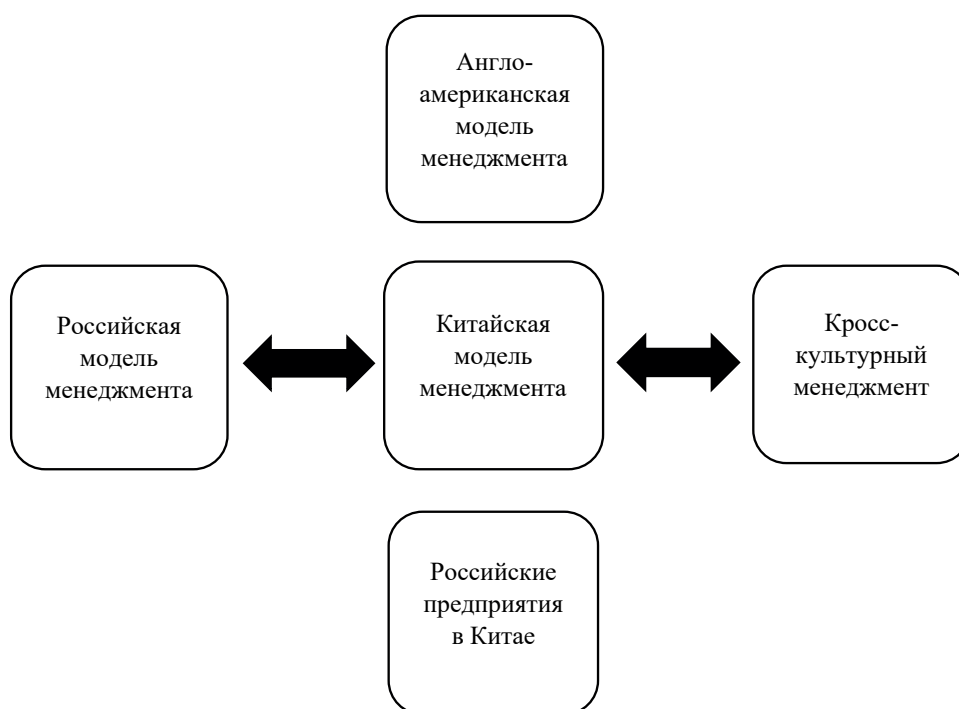 Англо-
американская
модель
менеджмента
Российская
модель
менеджмента
Китайская
модель
менеджмента
Кросс-
культурный
менеджмент
Российские
предприятия
в Китае